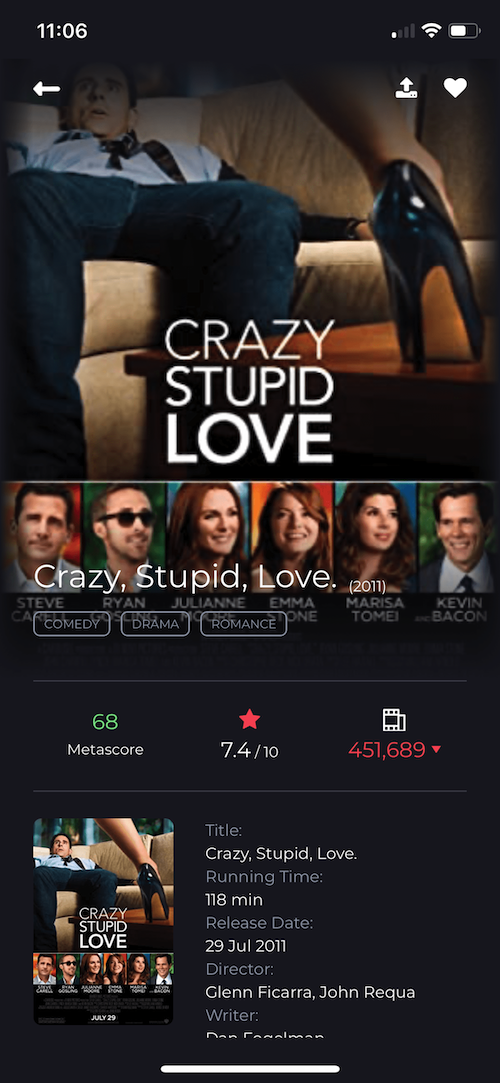 11:06
CRAZY
STUPID
LOVE
Crazy, Stupid, Love. (2011)
STEVE CARELL RYAN GOSLING JULIANNE MOORE EMMA STONE MARISA TOMEI AND KEVIN BACON
COMEDY DRAMA ROMANCE
68
Metascore
7.4 / 10
451,689
Title:
Crazy, Stupid, Love.
Running Time:
118 min
Release Date:
29 Jul 2011
Director:
Glenn Ficarra, John Requa
Writer:
Dan Fogelman
CRAZY
STUPID
LOVE
STEVE CARELL RYAN GOSLING JULIANNE MOORE EMMA STONE MARISA TOMEI KEVIN BACON
JULY 29